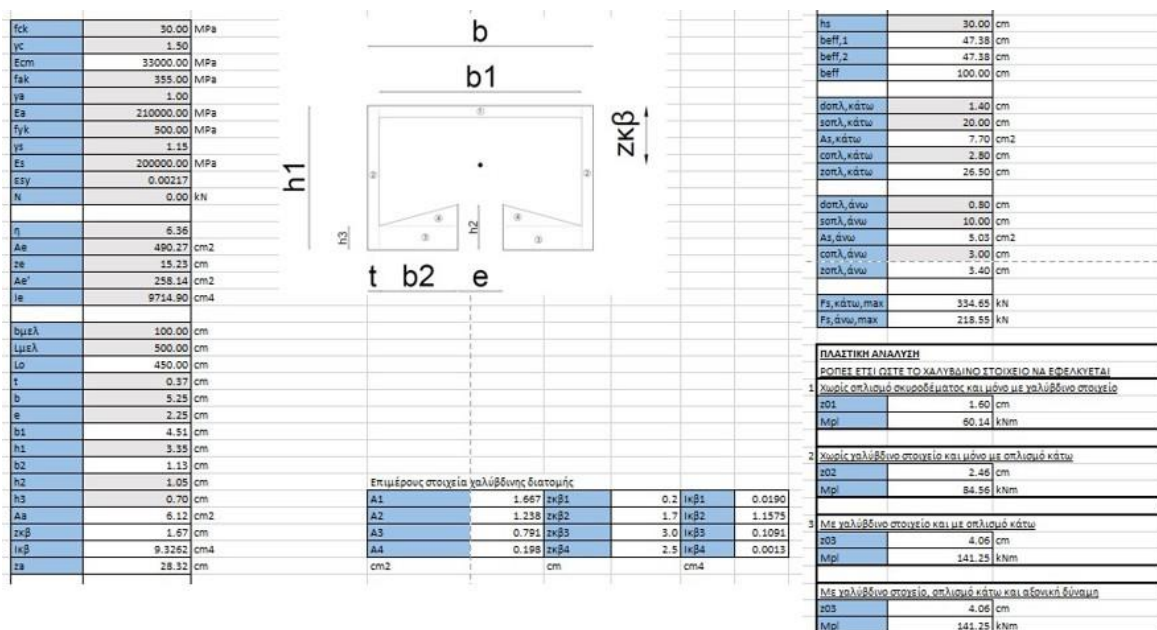 fck 30.00 MPa
γc 1.50
Ecm 33000.00 MPa
fak 355.00 MPa
γa 1.00
Ea 210000.00 MPa
fyk 500.00 MPa
γs 1.15
Es 200000.00 MPa
εsy 0.00217
N 0.00 kN
η 6.36
Ae 490.27 cm2
ze 15.23 cm
Ae' 258.14 cm2
Ie 9714.90 cm4
bμελ 100.00 cm
Lμελ 500.00 cm
Lo 450.00 cm
t 0.37 cm
b 5.25 cm
e 2.25 cm
b1 4.51 cm
h1 3.35 cm
b2 1.13 cm
h2 1.05 cm
h3 0.70 cm
Aa 6.12 cm2
zκβ 1.67 cm
Iκβ 9.3262 cm4
za 28.32 cm
b
b1
①
zκβ
h1
② ②
④ ④
h3 ③ h2 ③
t b2 e
Επιμέρους στοιχεία χαλύβδινης διατομής
A1 1.667 zκβ1 0.2 Iκβ1 0.0190
A2 1.238 zκβ2 1.7 Iκβ2 1.1575
A3 0.791 zκβ3 3.0 Iκβ3 0.1091
A4 0.198 zκβ4 2.5 Iκβ4 0.0013
cm2 cm cm4
hs 30.00 cm
beff,1 47.38 cm
beff,2 47.38 cm
beff 100.00 cm
dοπλ,κάτω 1.40 cm
sοπλ,κάτω 20.00 cm
As,κάτω 7.70 cm2
cοπλ,κάτω 2.80 cm
zοπλ,κάτω 26.50 cm
dοπλ,άνω 0.80 cm
sοπλ,άνω 10.00 cm
As,άνω 5.03 cm2
cοπλ,άνω 3.00 cm
zοπλ,άνω 3.40 cm
Fs,κάτω,max 334.65 kN
Fs,άνω,max 218.55 kN
ΠΛΑΣΤΙΚΗ ΑΝΑΛΥΣΗ
ΡΟΠΕΣ ΕΤΣΙ ΩΣΤΕ ΤΟ ΧΑΛΥΒΔΙΝΟ ΣΤΟΙΧΕΙΟ ΝΑ ΕΦΕΛΚΥΕΤΑΙ
1 Χωρίς οπλισμό σκυροδέματος και μόνο με χαλύβδινο στοιχείο
z01 1.60 cm
Mpl 60.14 kNm
2 Χωρίς χαλύβδινο στοιχείο και μόνο με οπλισμό κάτω
z02 2.46 cm
Mpl 84.56 kNm
3 Με χαλύβδινο στοιχείο και με οπλισμό κάτω
z03 4.06 cm
Mpl 141.25 kNm
Με χαλύβδινο στοχείο, οπλισμό κάτω και αξονική δύναμη
z03 4.06 cm
Mpl 141.25 kNm